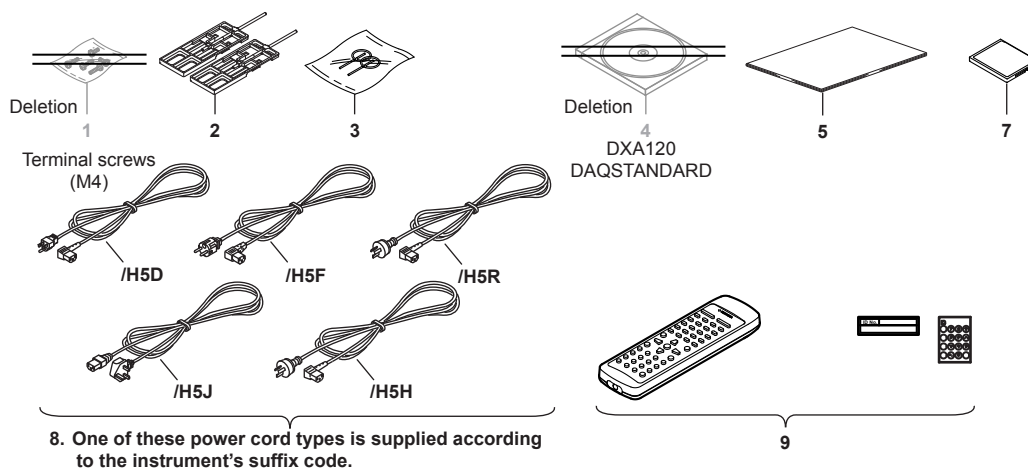 Deletion
1
2
3
Deletion
4
5
7
Terminal screws
(M4)
DXA120
DAQSTANDARD
/H5D
/H5F
/H5R
/H5J
/H5H
8. One of these power cord types is supplied according
to the instrument's suffix code.
9